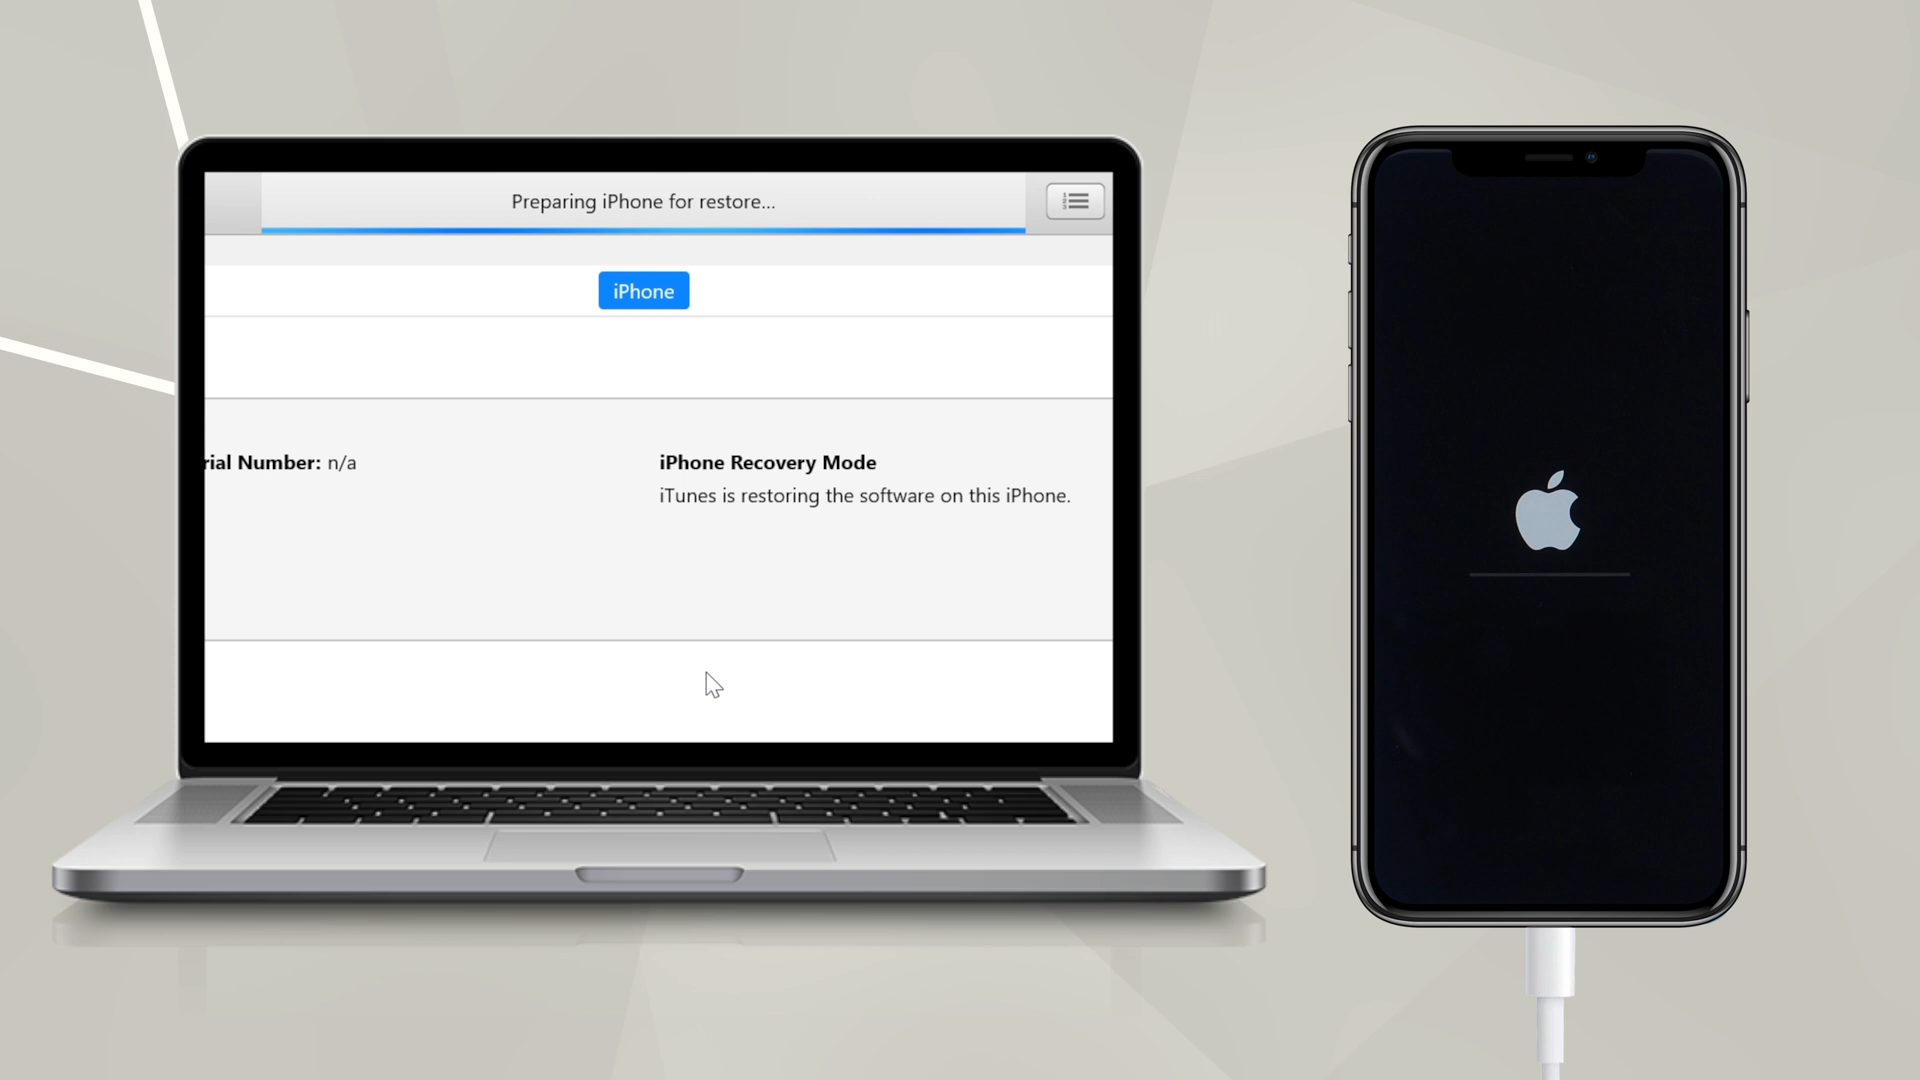 Preparing iPhone for restore...
iPhone
rial Number: n/a
iPhone Recovery Mode
iTunes is restoring the software on this iPhone.